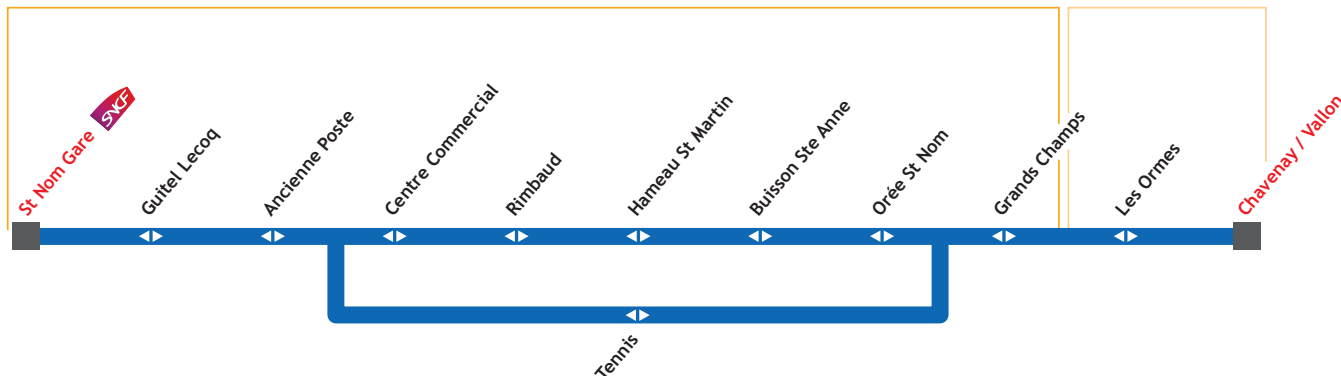 St Nom Gare
SNCF
Guitel Lecoq
Ancienne Poste
Centre Commercial
Rimbaud
Hameau St Martin
Buisson Ste Anne
Orée St Nom
Grands Champs
Les Ormes
Chavenay / Vallon
Tennis